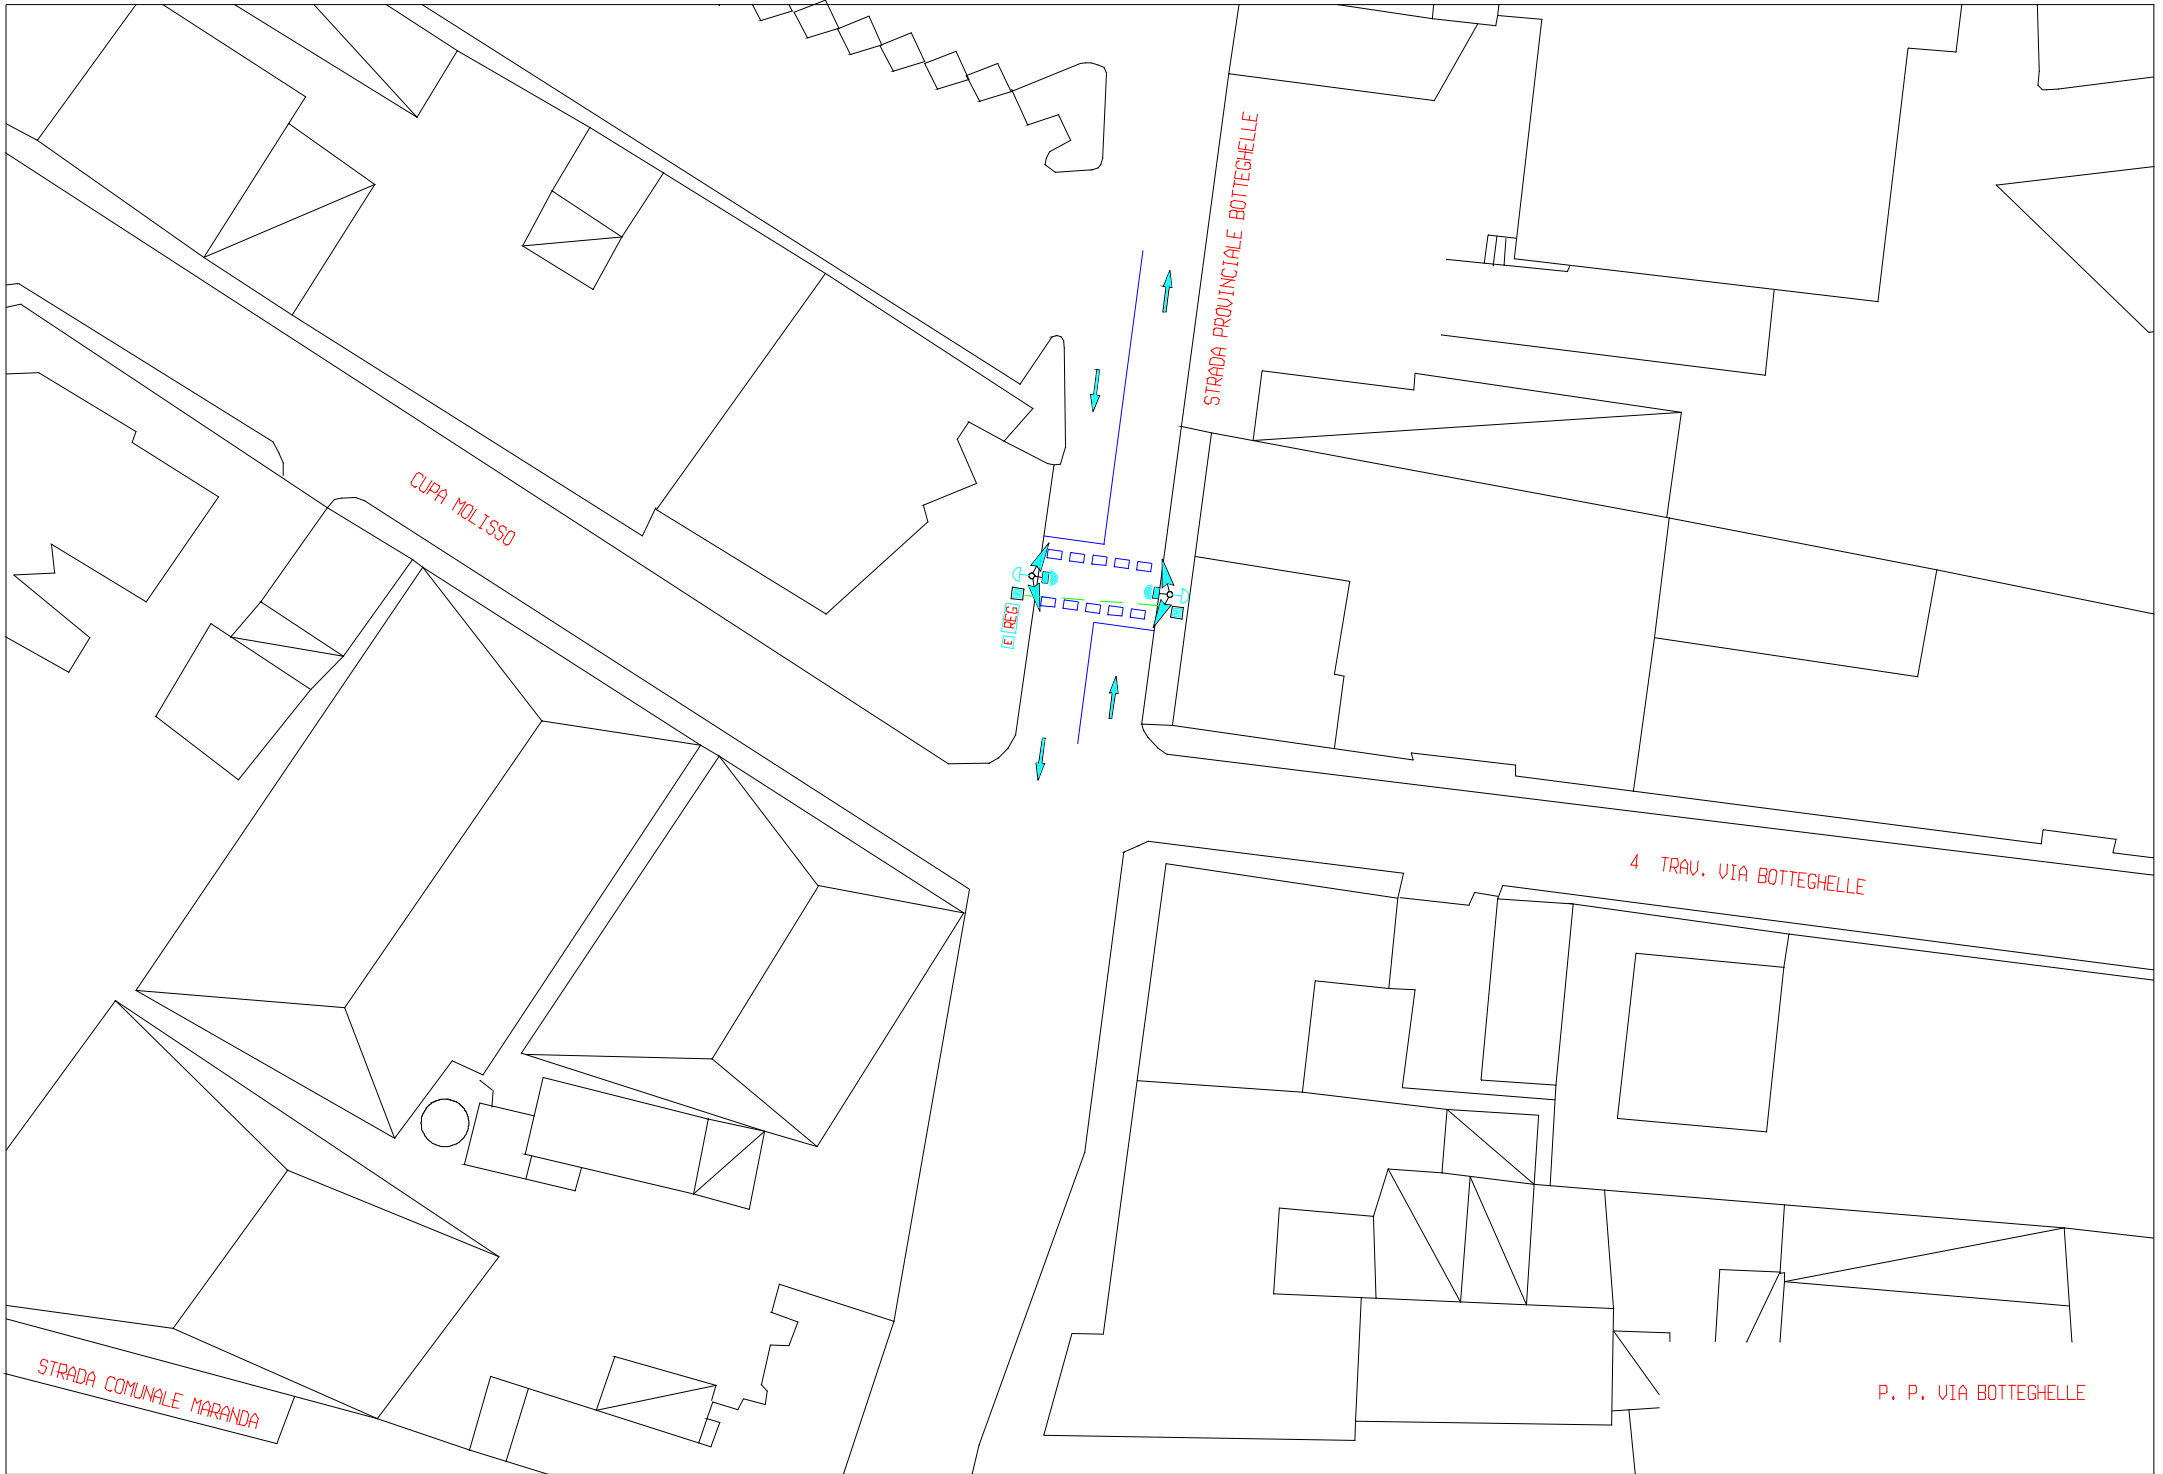 STRADA PROVINCIALE BOTTEGHELLE
CUPA MOLISSO
E REG
4 TRAV. VIA BOTTEGHELLE
STRADA COMUNALE MARANDA
P. P. VIA BOTTEGHELLE